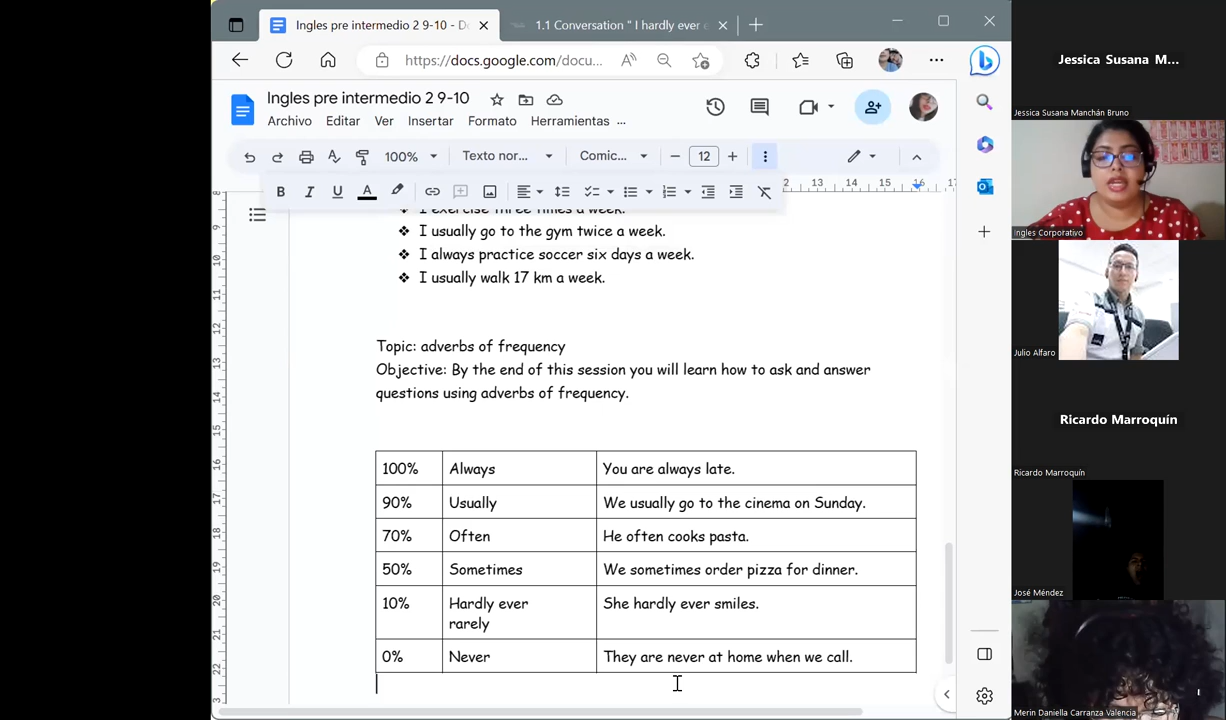 Ingles pre intermedio 2 9-10 - Do
1.1 Conversation " I hardly ever e
https://docs.google.com/docu...
Ingles pre intermedio 2 9-10
Archivo Editar Ver Insertar Formato Herramientas ...
100% Texto nor... Comic... 12
12 13 14 15 16 17
I exercise three times a week.
I usually go to the gym twice a week.
I always practice soccer six days a week.
I usually walk 17 km a week.
Topic: adverbs of frequency
Objective: By the end of this session you will learn how to ask and answer
questions using adverbs of frequency.
100% Always You are always late.
90% Usually We usually go to the cinema on Sunday.
70% Often He often cooks pasta.
50% Sometimes We sometimes order pizza for dinner.
10% Hardly ever She hardly ever smiles.
rarely
0% Never They are never at home when we call.
Jessica Susana M...
Jessica Susana Manchán Bruno
Ingles Corporativo
Julio Alfaro
Ricardo Marroquín
Ricardo Marroquín
José Méndez
Merin Daniella Carranza Valencia